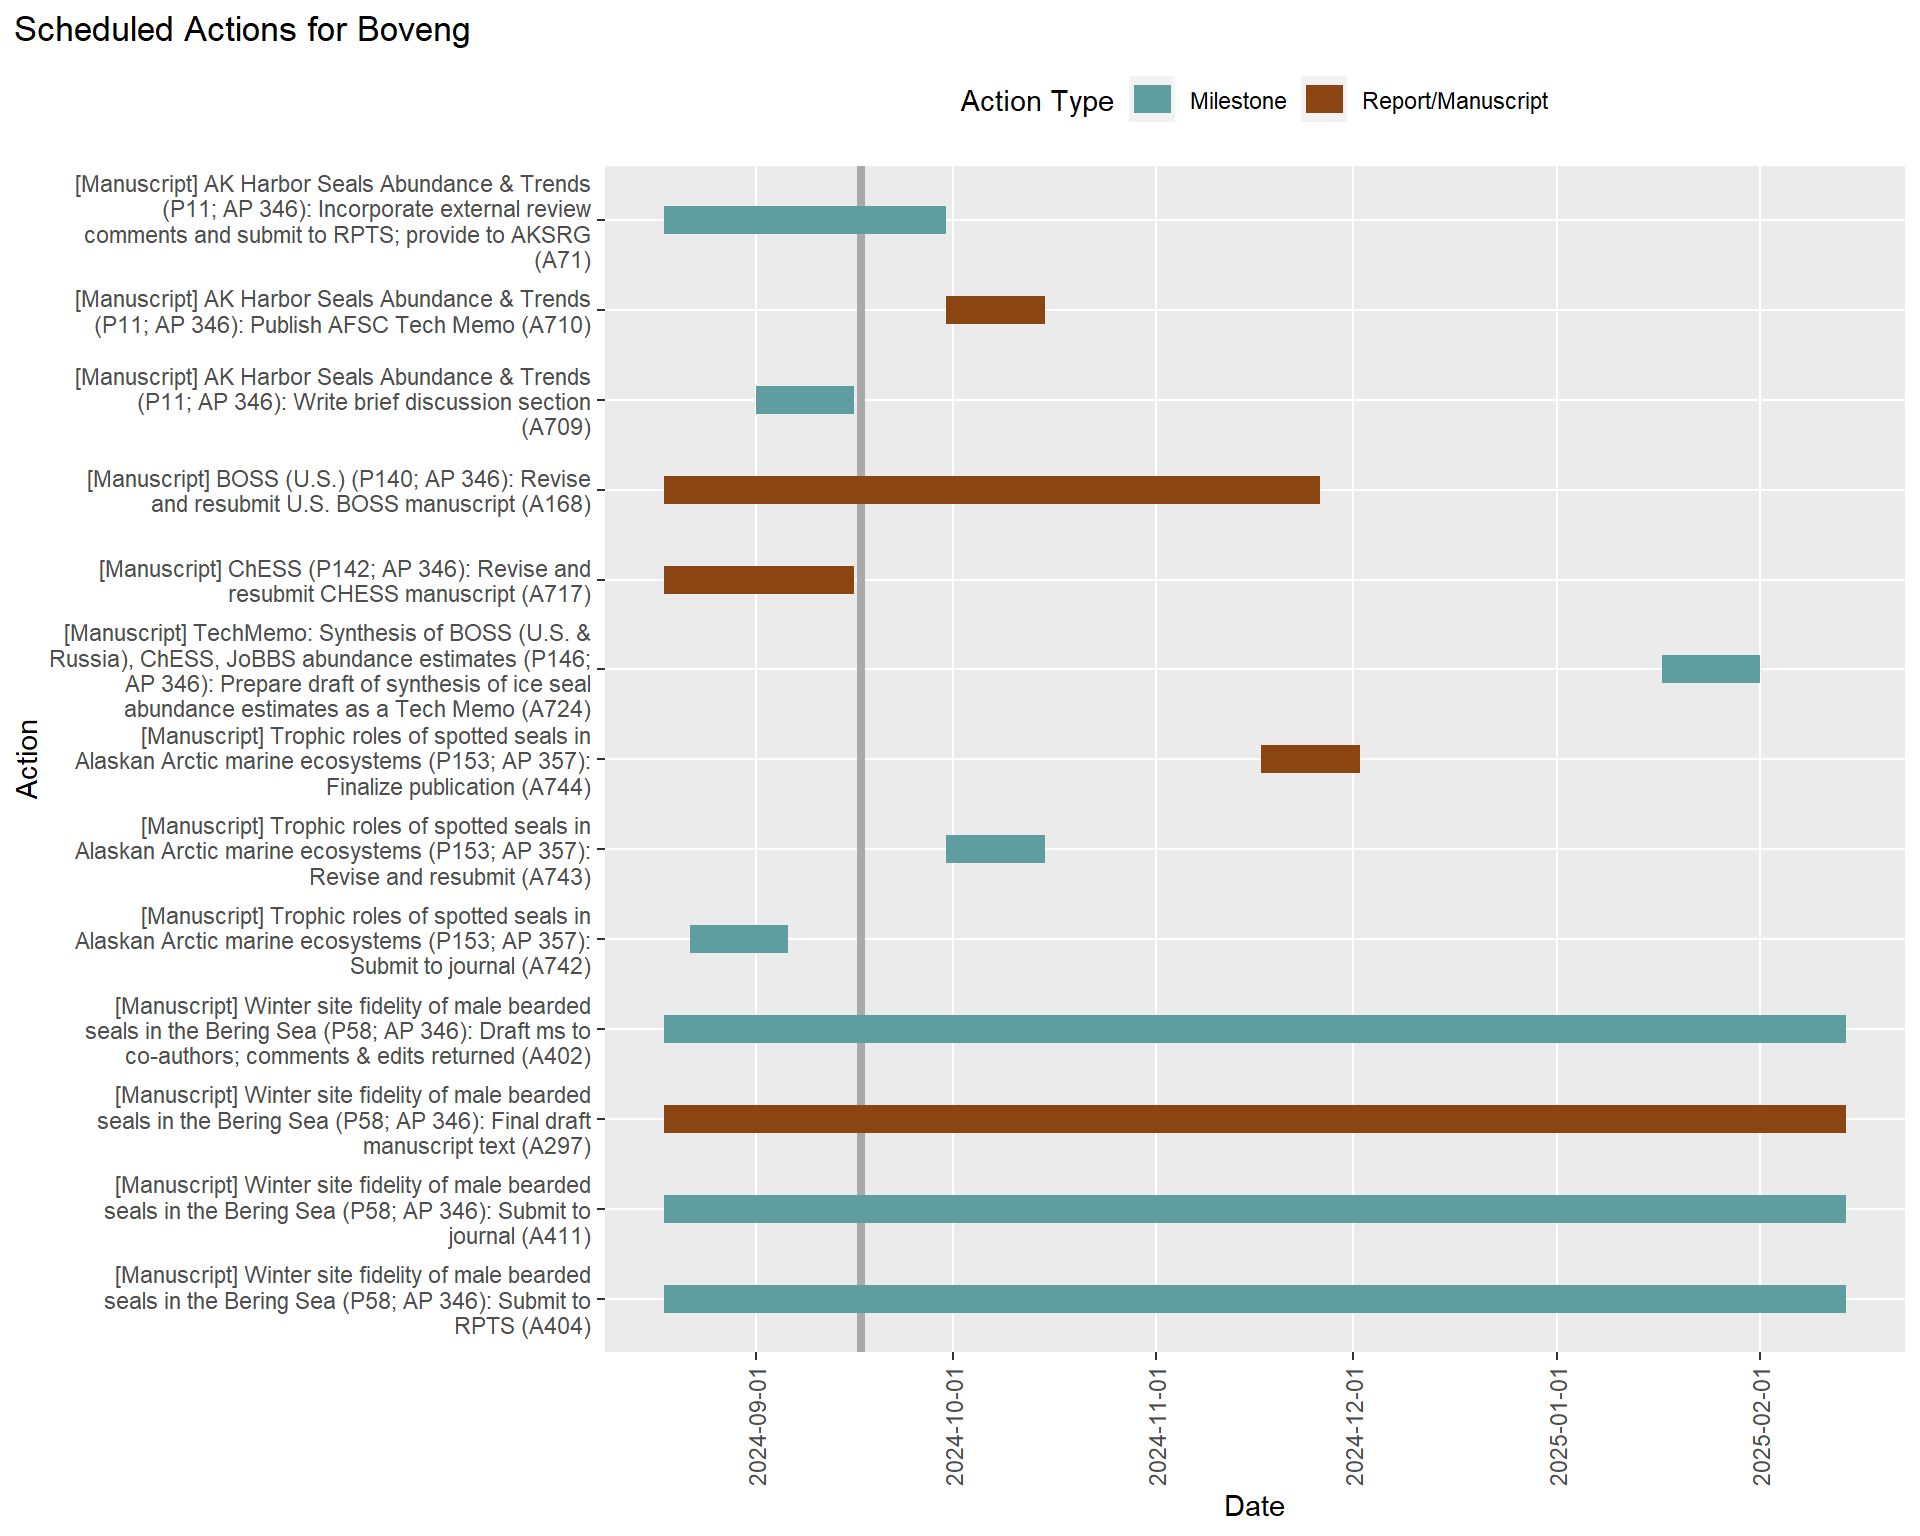 Scheduled Actions for Boveng
Action Type
Milestone
Report/Manuscript
[Manuscript] AK Harbor Seals Abundance & Trends
(P11; AP 346): Incorporate external review
comments and submit to RPTS; provide to AKSRG
(A71)
[Manuscript] AK Harbor Seals Abundance & Trends
(P11; AP 346): Publish AFSC Tech Memo (A710)
[Manuscript] AK Harbor Seals Abundance & Trends
(P11; AP 346): Write brief discussion section
(A709)
[Manuscript] BOSS (U.S.) (P140; AP 346): Revise
and resubmit U.S. BOSS manuscript (A168)
[Manuscript] ChESS (P142; AP 346): Revise and
resubmit CHESS manuscript (A717)
[Manuscript] TechMemo: Synthesis of BOSS (U.S. &
Russia), ChESS, JoBBS abundance estimates (P146;
AP 346): Prepare draft of synthesis of ice seal
abundance estimates as a Tech Memo (A724)
[Manuscript] Trophic roles of spotted seals in
Alaskan Arctic marine ecosystems (P153; AP 357):
Finalize publication (A744)
[Manuscript] Trophic roles of spotted seals in
Alaskan Arctic marine ecosystems (P153; AP 357):
Revise and resubmit (A743)
[Manuscript] Trophic roles of spotted seals in
Alaskan Arctic marine ecosystems (P153; AP 357):
Submit to journal (A742)
[Manuscript] Winter site fidelity of male bearded
seals in the Bering Sea (P58; AP 346): Draft ms to
co-authors; comments & edits returned (A402)
[Manuscript] Winter site fidelity of male bearded
seals in the Bering Sea (P58; AP 346): Final draft
manuscript text (A297)
[Manuscript] Winter site fidelity of male bearded
seals in the Bering Sea (P58; AP 346): Submit to
journal (A411)
[Manuscript] Winter site fidelity of male bearded
seals in the Bering Sea (P58; AP 346): Submit to
RPTS (A404)
Action
2024-09-01
2024-10-01
2024-11-01
2024-12-01
2025-01-01
2025-02-01
Date